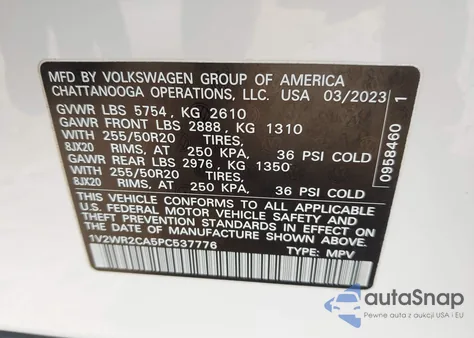 MFD BY VOLKSWAGEN GROUP OF AMERICA
CHATTANOOGA OPERATIONS, LLC. USA 03/2023
GVWR LBS 5754, KG 2610
GAWR FRONT LBS 2888, KG 1310
WITH 255/50R20 TIRES,
8JX20 RIMS, AT 250 KPA, 36 PSI COLD
GAWR REAR LBS 2976, KG 1350
WITH 255/50R20 TIRES,
8JX20 RIMS, AT 250 KPA, 36 PSI COLD
THIS VEHICLE CONFORMS TO ALL APPLICABLE
U.S. FEDERAL MOTOR VEHICLE SAFETY AND
THEFT PREVENTION STANDARDS IN EFFECT ON
THE DATE OF MANUFACTURE SHOWN ABOVE.
1V2WR2CA5PC537776 TYPE: MPV
0958460 1
autoSnap
Pewne auta z aukcji USA i EU